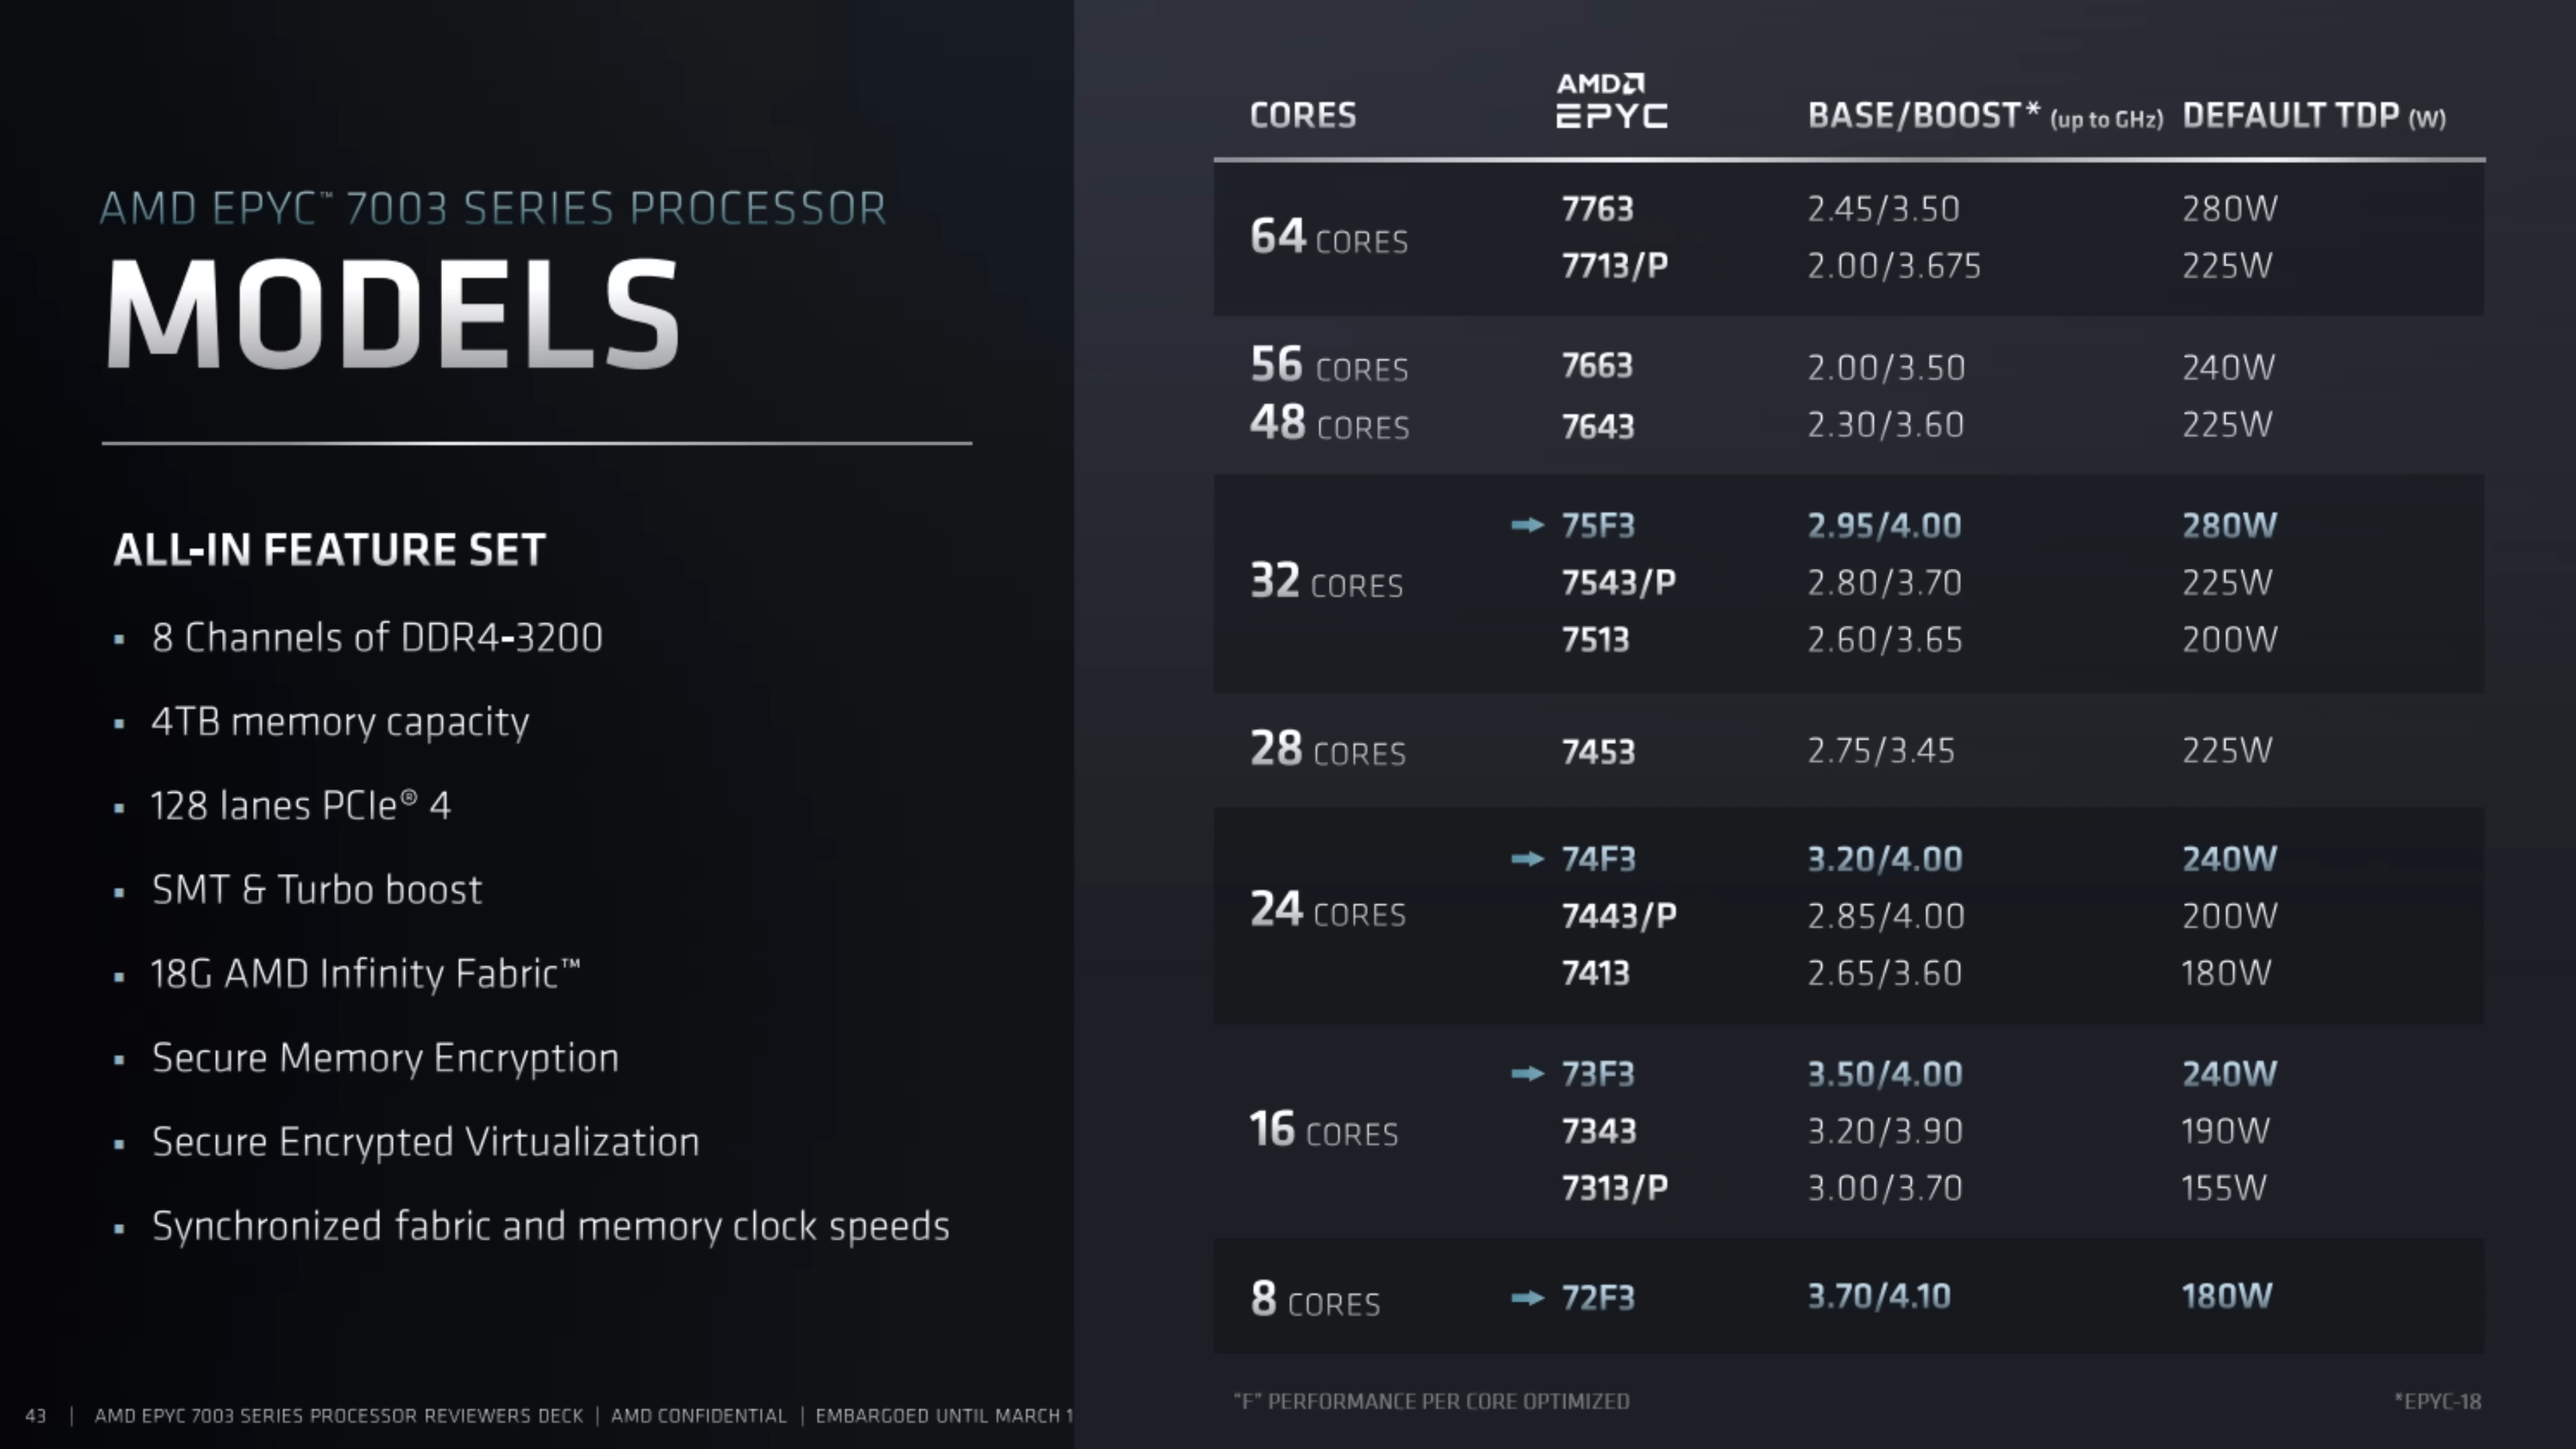 AMD EPYC™ 7003 SERIES PROCESSOR
MODELS
ALL-IN FEATURE SET
▪ 8 Channels of DDR4-3200
▪ 4TB memory capacity
▪ 128 lanes PCIe® 4
▪ SMT & Turbo boost
▪ 18G AMD Infinity Fabric™
▪ Secure Memory Encryption
▪ Secure Encrypted Virtualization
▪ Synchronized fabric and memory clock speeds
43 | AMD EPYC 7003 SERIES PROCESSOR REVIEWERS DECK | AMD CONFIDENTIAL | EMBARGOED UNTIL MARCH 1
CORES AMD EPYC BASE/BOOST* (up to GHz) DEFAULT TDP (W)
64 CORES
7763 2.45/3.50 280W
7713/P 2.00/3.675 225W
56 CORES 7663 2.00/3.50 240W
48 CORES 7643 2.30/3.60 225W
32 CORES
➡ 75F3 2.95/4.00 280W
7543/P 2.80/3.70 225W
7513 2.60/3.65 200W
28 CORES 7453 2.75/3.45 225W
24 CORES
➡ 74F3 3.20/4.00 240W
7443/P 2.85/4.00 200W
7413 2.65/3.60 180W
16 CORES
➡ 73F3 3.50/4.00 240W
7343 3.20/3.90 190W
7313/P 3.00/3.70 155W
8 CORES ➡ 72F3 3.70/4.10 180W
"F" PERFORMANCE PER CORE OPTIMIZED
*EPYC-18